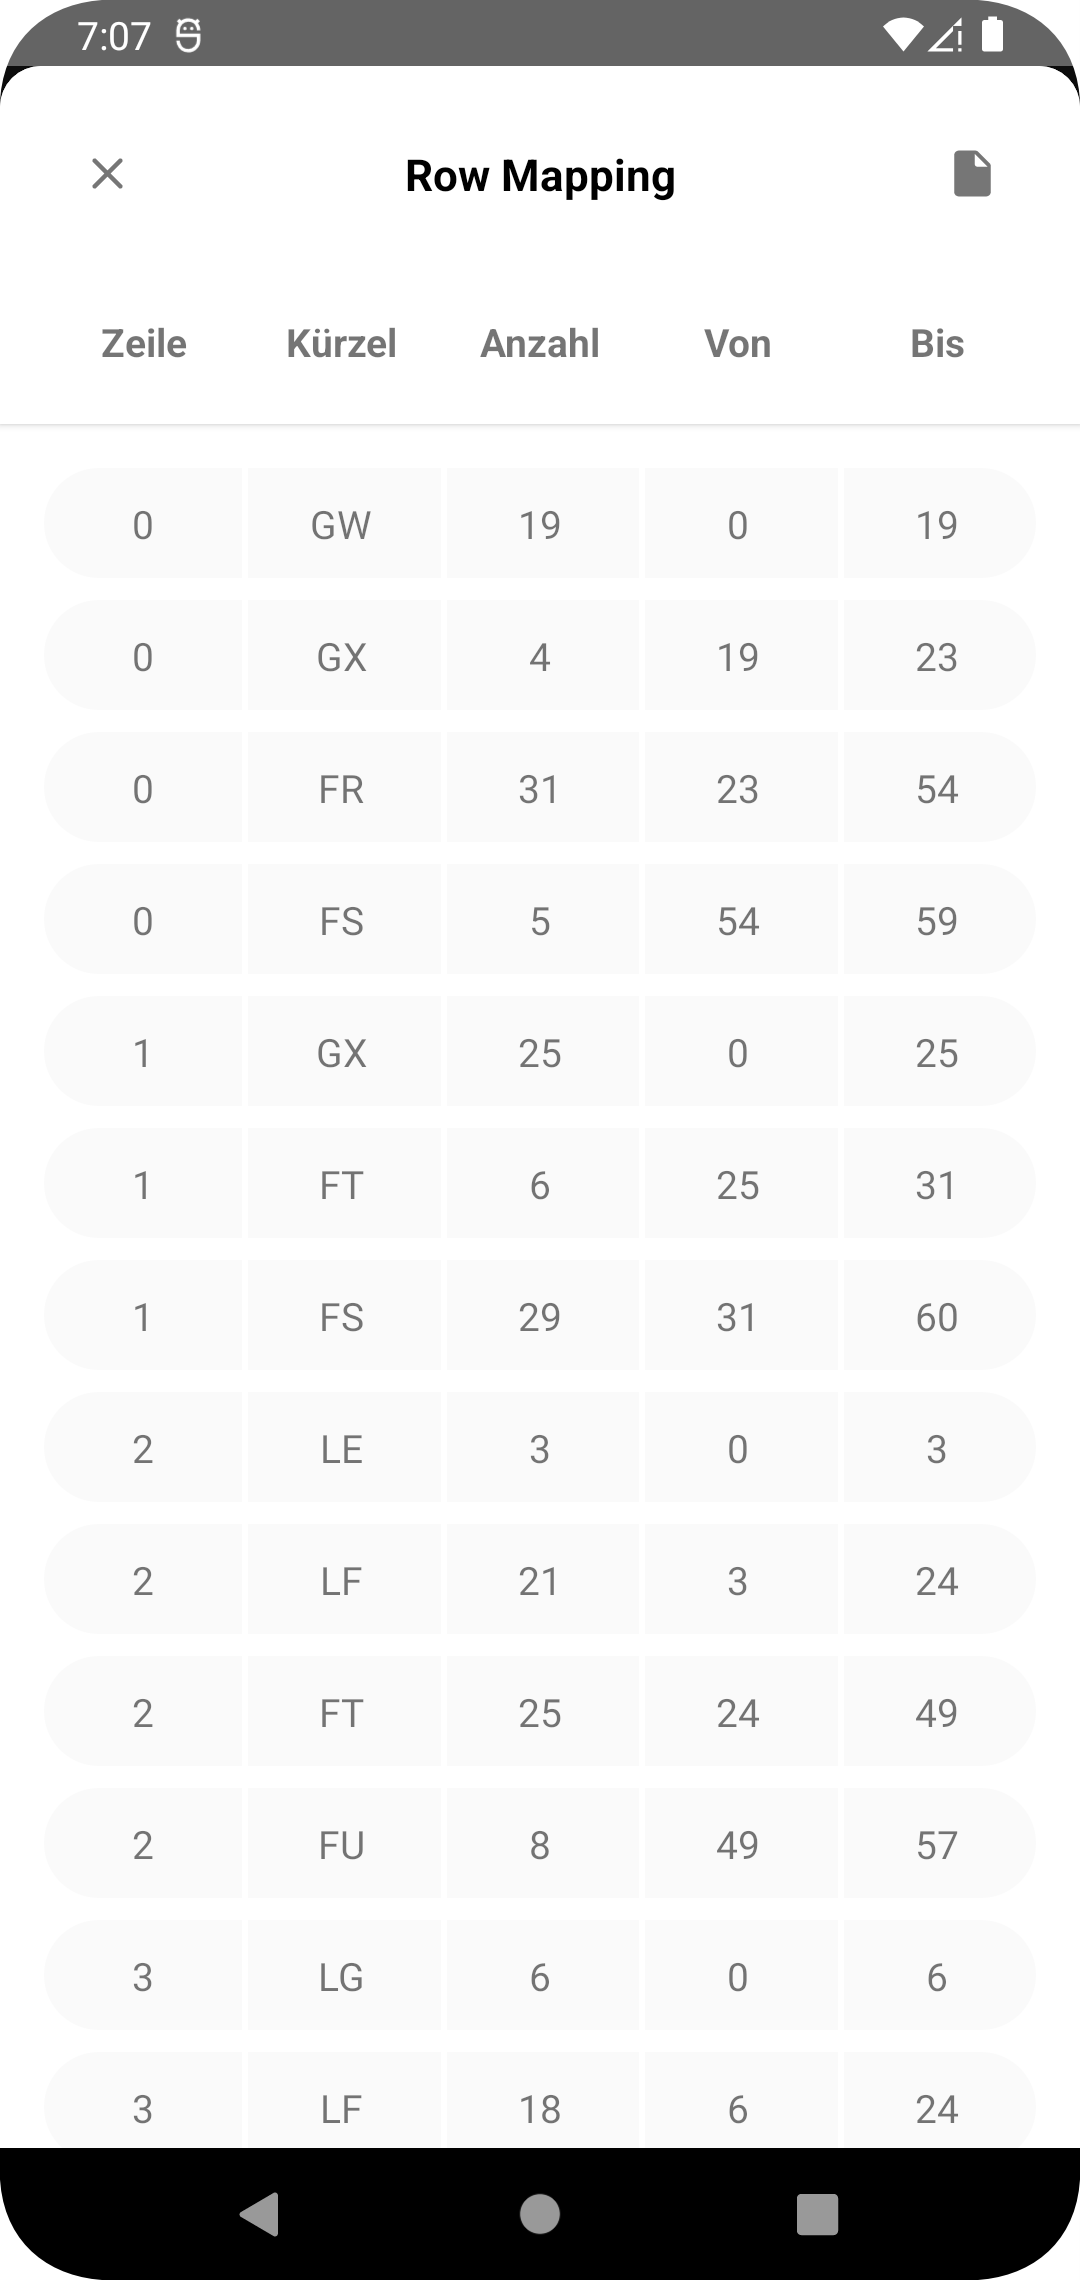 7:07
Row Mapping
Zeile Kürzel Anzahl Von Bis
0 GW 19 0 19
0 GX 4 19 23
0 FR 31 23 54
0 FS 5 54 59
1 GX 25 0 25
1 FT 6 25 31
1 FS 29 31 60
2 LE 3 0 3
2 LF 21 3 24
2 FT 25 24 49
2 FU 8 49 57
3 LG 6 0 6
3 LF 18 6 24